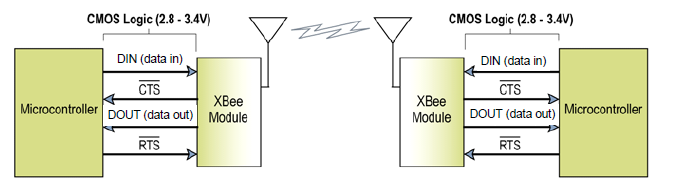 CMOS Logic (2.8 - 3.4V)
DIN (data in)
CTS
DOUT (data out)
RTS
Microcontroller
XBee
Module
CMOS Logic (2.8 - 3.4V)
DIN (data in)
CTS
DOUT (data out)
RTS
XBee
Module
Microcontroller